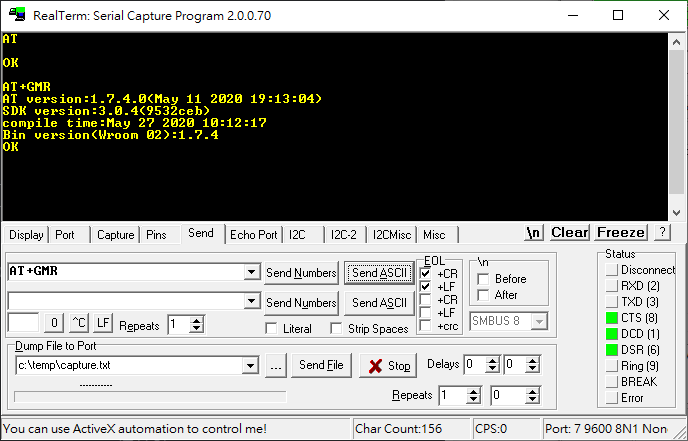 RealTerm: Serial Capture Program 2.0.0.70
AT
OK
AT+GMR
AT version:1.7.4.0(May 11 2020 19:13:04)
SDK version:3.0.4(9532ceb)
compile time:May 27 2020 10:12:17
Bin version(Wroom 02):1.7.4
OK
Display Port Capture Pins Send Echo Port I2C I2C-2 I2CMisc Misc \n Clear Freeze ?
EOL
\n
Status
AT+GMR Send Numbers Send ASCII
+CR
+LF
Before
After
Disconnect
RXD (2)
TXD (3)
Send Numbers Send ASCII
+CR
+LF
+crc
SMBUS 8
CTS (8)
DCD (1)
DSR (6)
Ring (9)
BREAK
Error
0 ^C LF Repeats 1 Literal Strip Spaces
Dump File to Port
c:\temp\capture.txt ... Send File Stop Delays 0 0
-----------
Repeats 1 0
You can use ActiveX automation to control me! Char Count:156 CPS:0 Port: 7 9600 8N1 Non